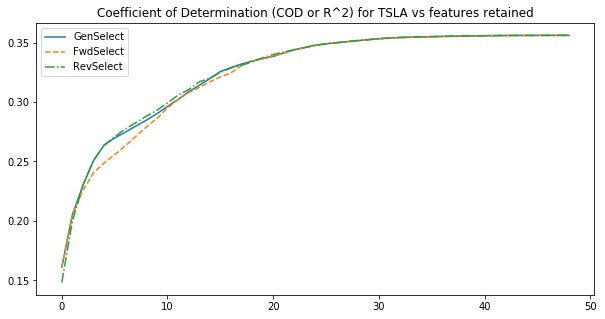 Coefficient of Determination (COD or R^2) for TSLA vs features retained
GenSelect
FwdSelect
RevSelect
0.35
0.30
0.25
0.20
0.15
0 10 20 30 40 50